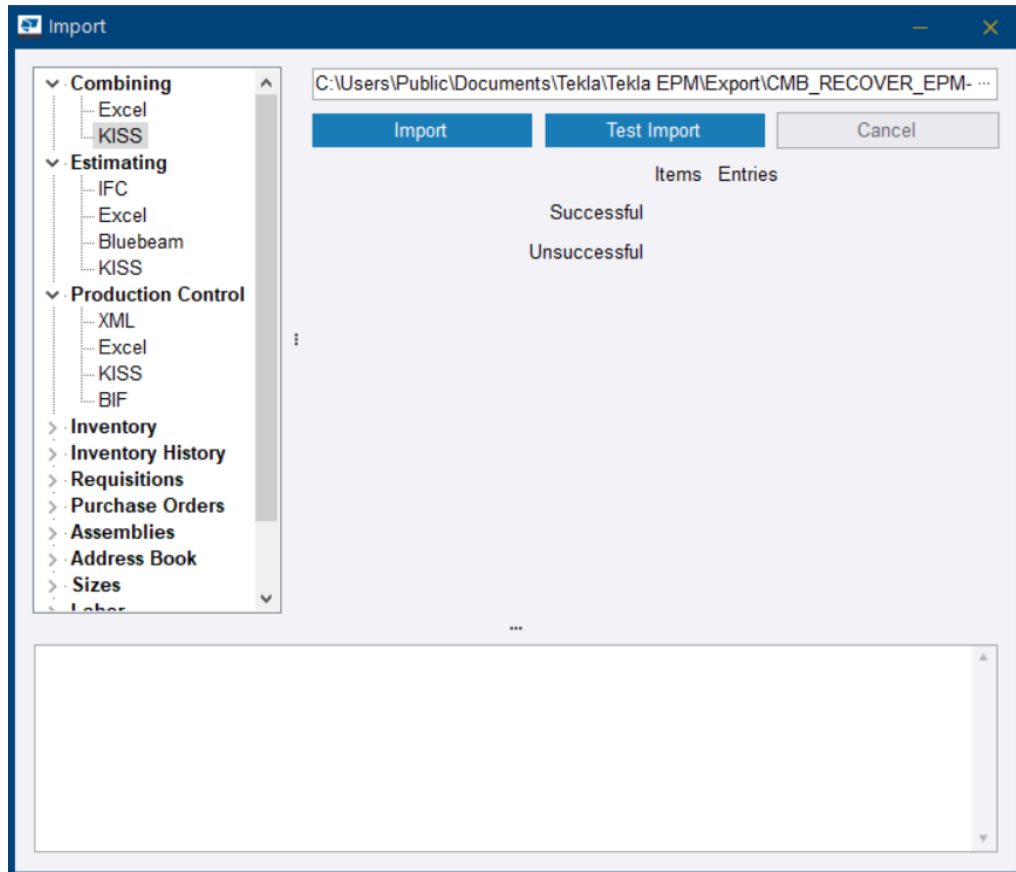 Import
Combining
Excel
KISS
Estimating
IFC
Excel
Bluebeam
KISS
Production Control
XML
Excel
KISS
BIF
Inventory
Inventory History
Requisitions
Purchase Orders
Assemblies
Address Book
Sizes
Labor
C:\Users\Public\Documents\Tekla\Tekla EPM\Export\CMB_RECOVER_EPM- ...
Import Test Import Cancel
Items Entries
Successful
Unsuccessful